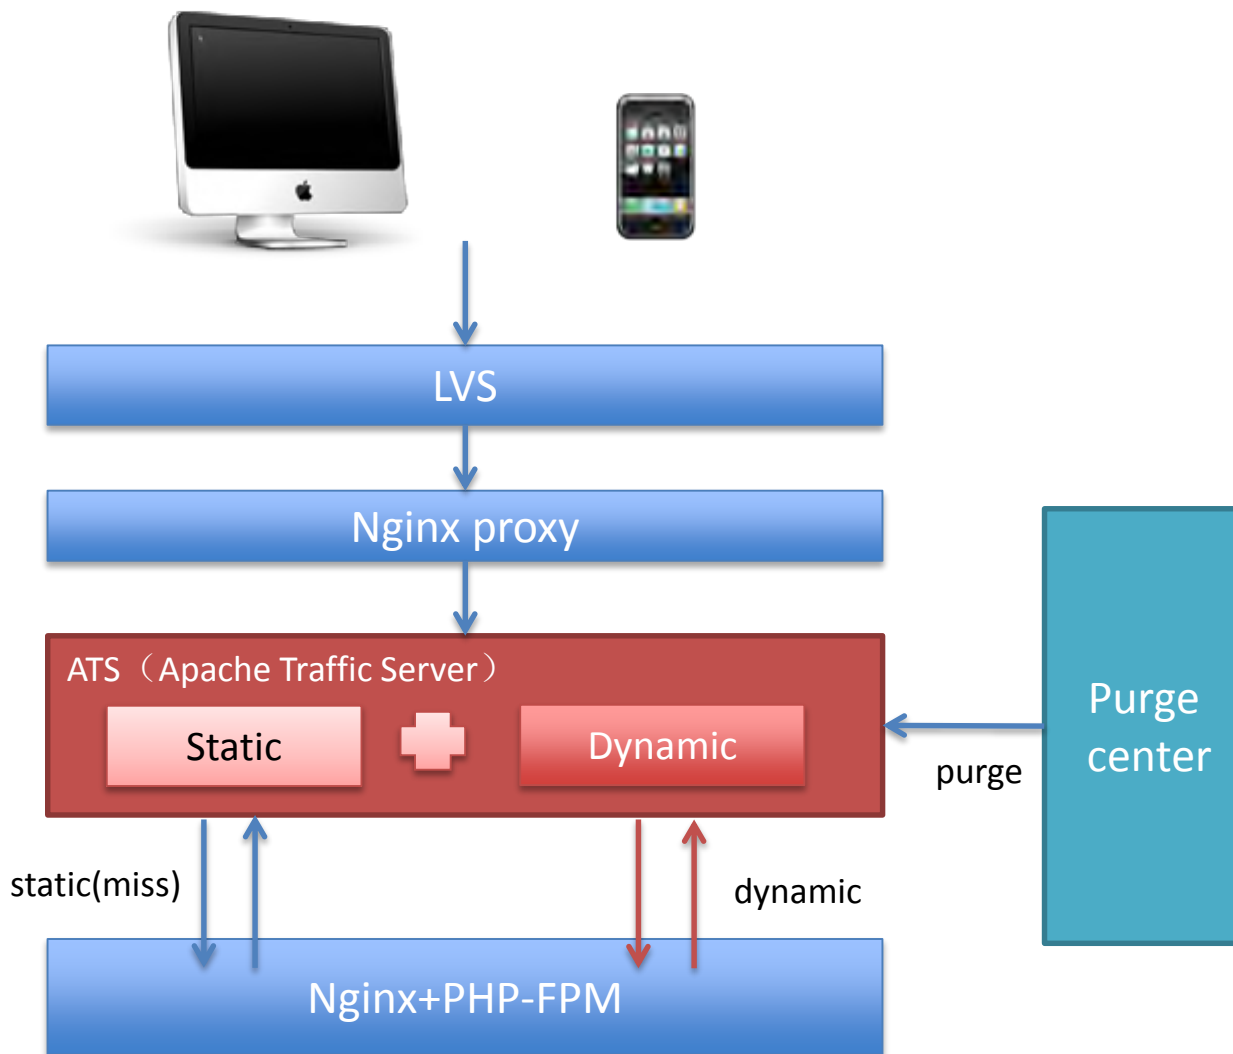 LVS
Nginx proxy
ATS（Apache Traffic Server）
Static
Dynamic
Purge
center
purge
static(miss)
dynamic
Nginx+PHP-FPM